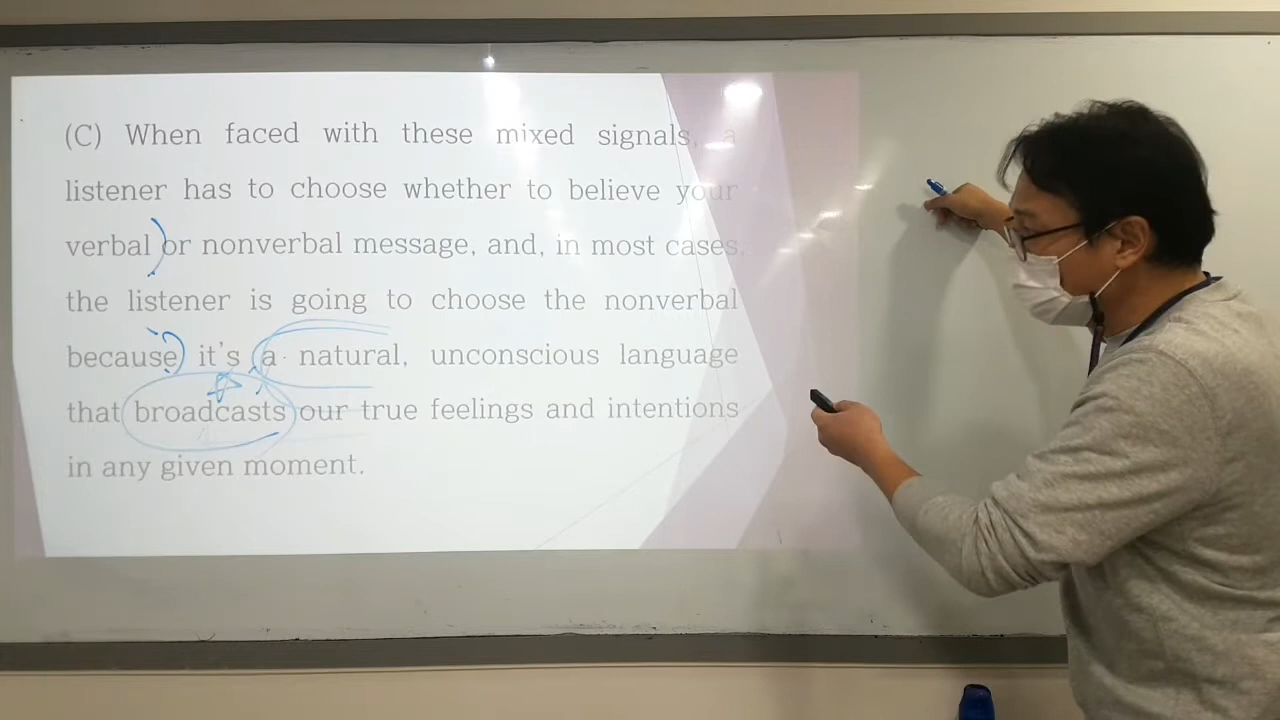 (C) When faced with these mixed signals, a
listener has to choose whether to believe your
verbal or nonverbal message, and, in most cases,
the listener is going to choose the nonverbal
because it's a natural, unconscious language
that broadcasts our true feelings and intentions
in any given moment.